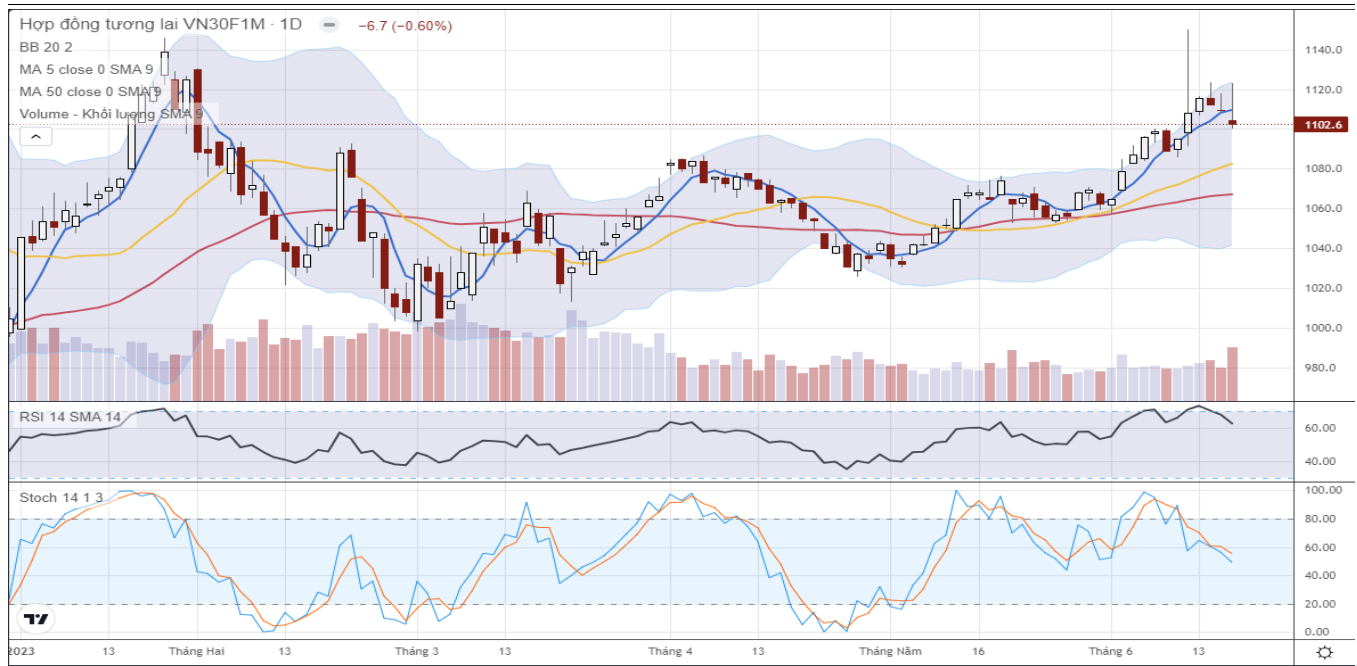 Hợp đồng tương lai VN30F1M · 1D −6.7 (−0.60%)
BB 20 2
MA 5 close 0 SMA 9
MA 50 close 0 SMA 9
Volume - Khối lượng SMA 9
1140.0
1120.0
1102.6
1080.0
1060.0
1040.0
1020.0
1000.0
980.0
RSI 14 SMA 14
60.00
40.00
Stoch 14 1 3
100.00
80.00
60.00
40.00
20.00
0.00
2023 13 Tháng Hai 13 Tháng 3 13 Tháng 4 13 Tháng Năm 16 Tháng 6 13